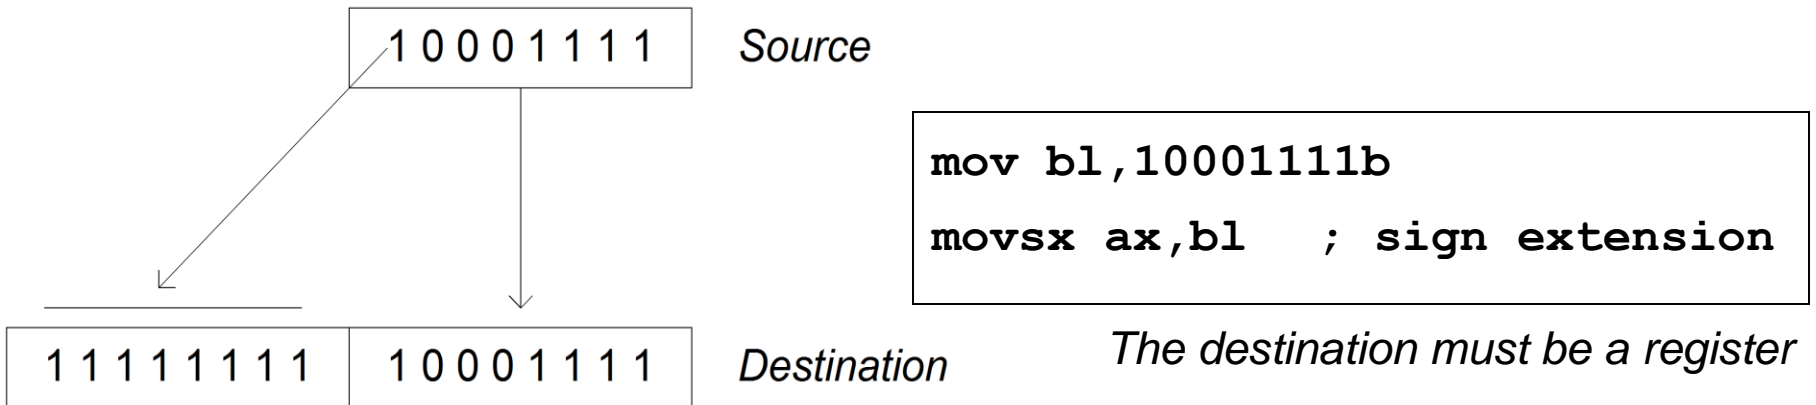 1 0 0 0 1 1 1 1 Source
mov bl,10001111b
movsx ax,bl ; sign extension
1 1 1 1 1 1 1 1 1 0 0 0 1 1 1 1 Destination
The destination must be a register